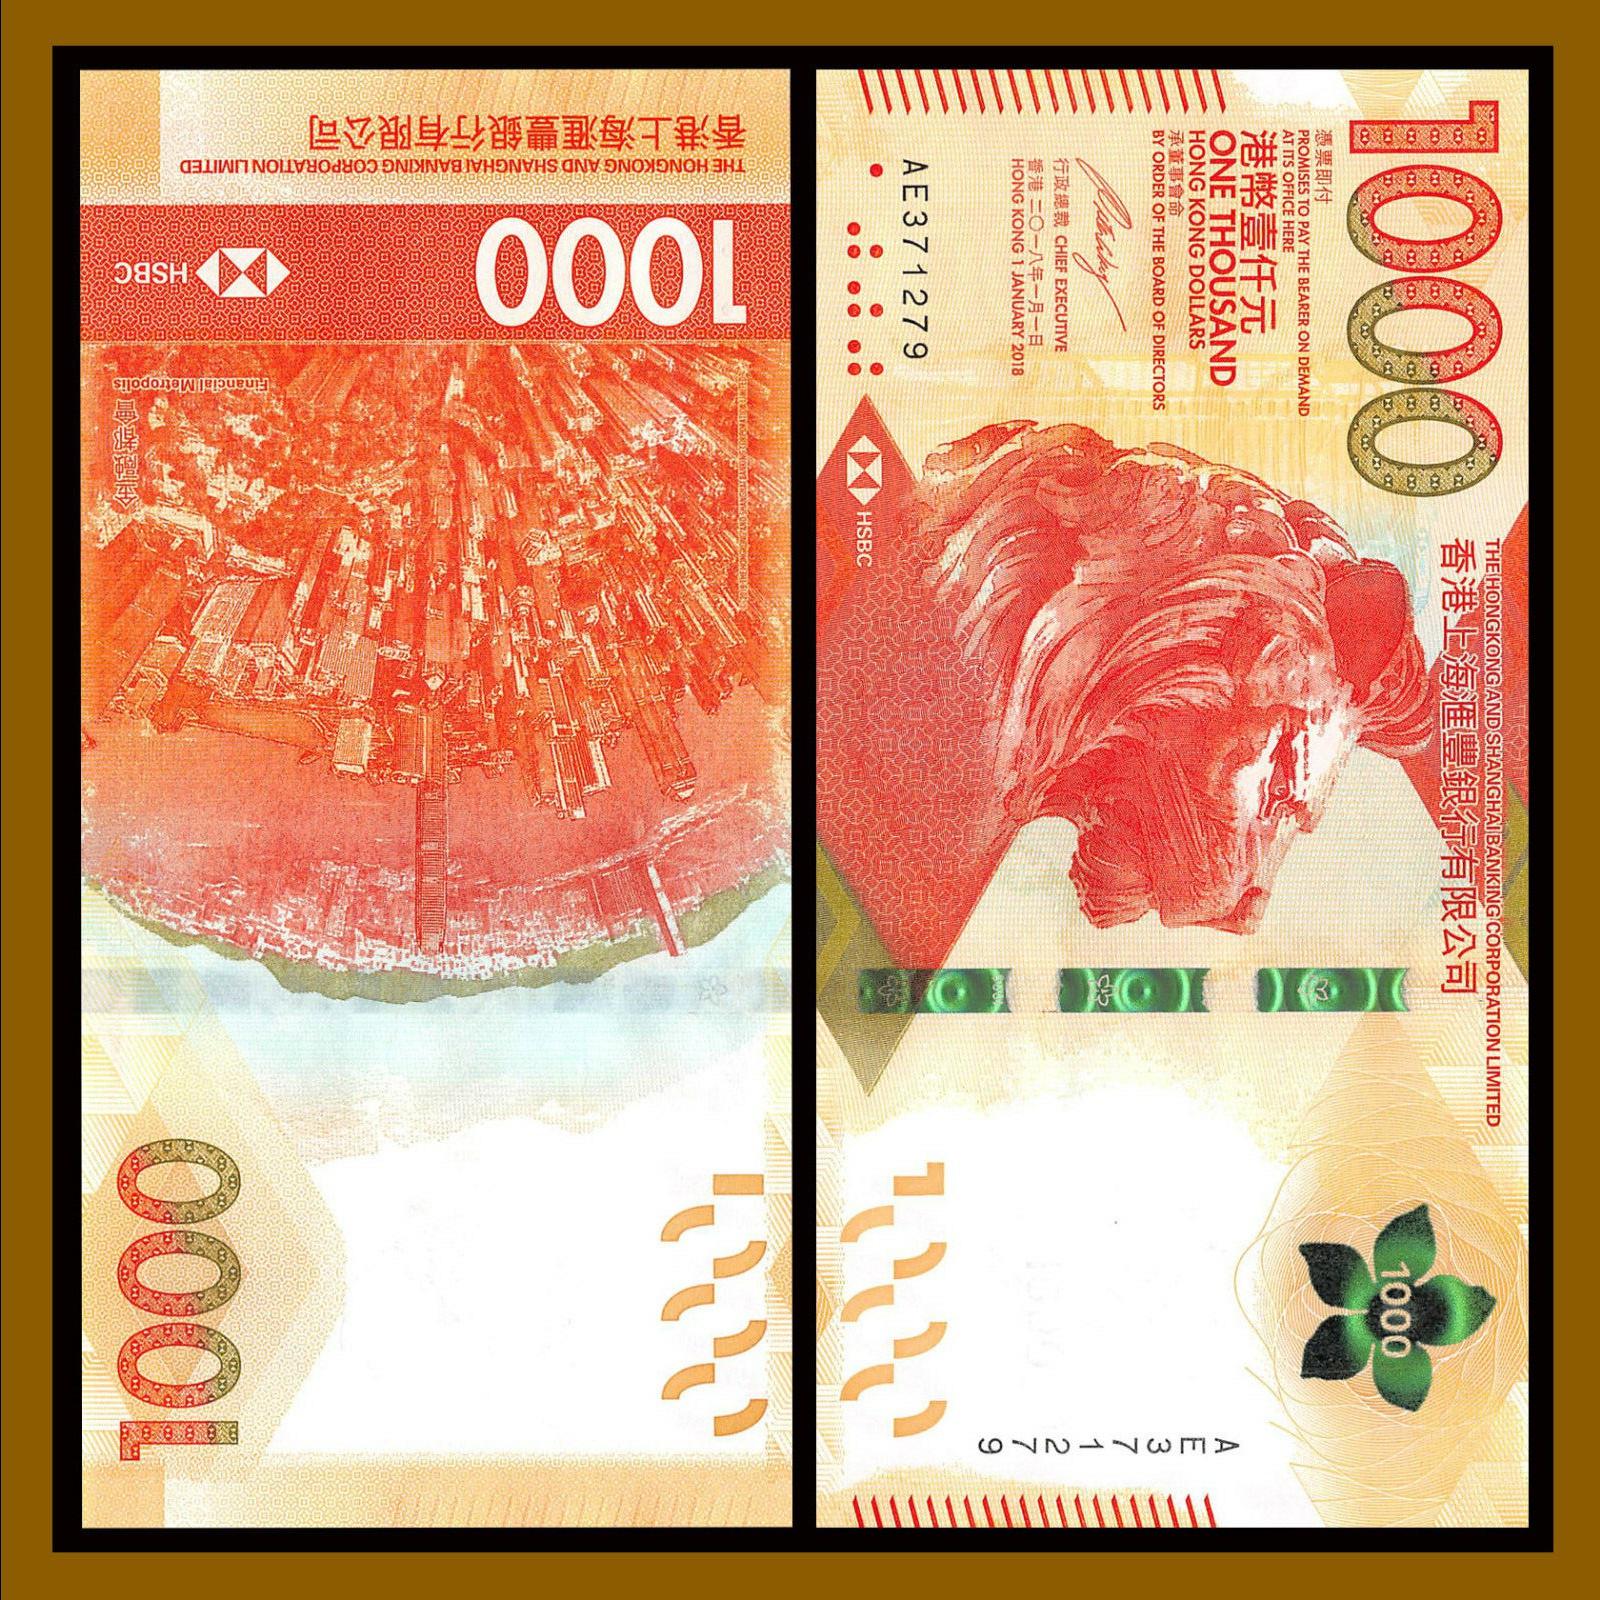 香港上海滙豐銀行有限公司
THE HONGKONG AND SHANGHAI BANKING CORPORATION LIMITED
1000
HSBC
Financial Metropolis
金融都會
1000
1000
憑票即付
PROMISES TO PAY THE BEARER ON DEMAND
AT ITS OFFICE HERE
港幣壹仟元
ONE THOUSAND
HONG KONG DOLLARS
承董事會命
BY ORDER OF THE BOARD OF DIRECTORS
行政總裁 CHIEF EXECUTIVE
香港 二〇一八年一月一日
HONG KONG 1 JANUARY 2018
AE371279
HSBC
THE HONGKONG AND SHANGHAI BANKING CORPORATION LIMITED
香港上海滙豐銀行有限公司
1000
AE371279